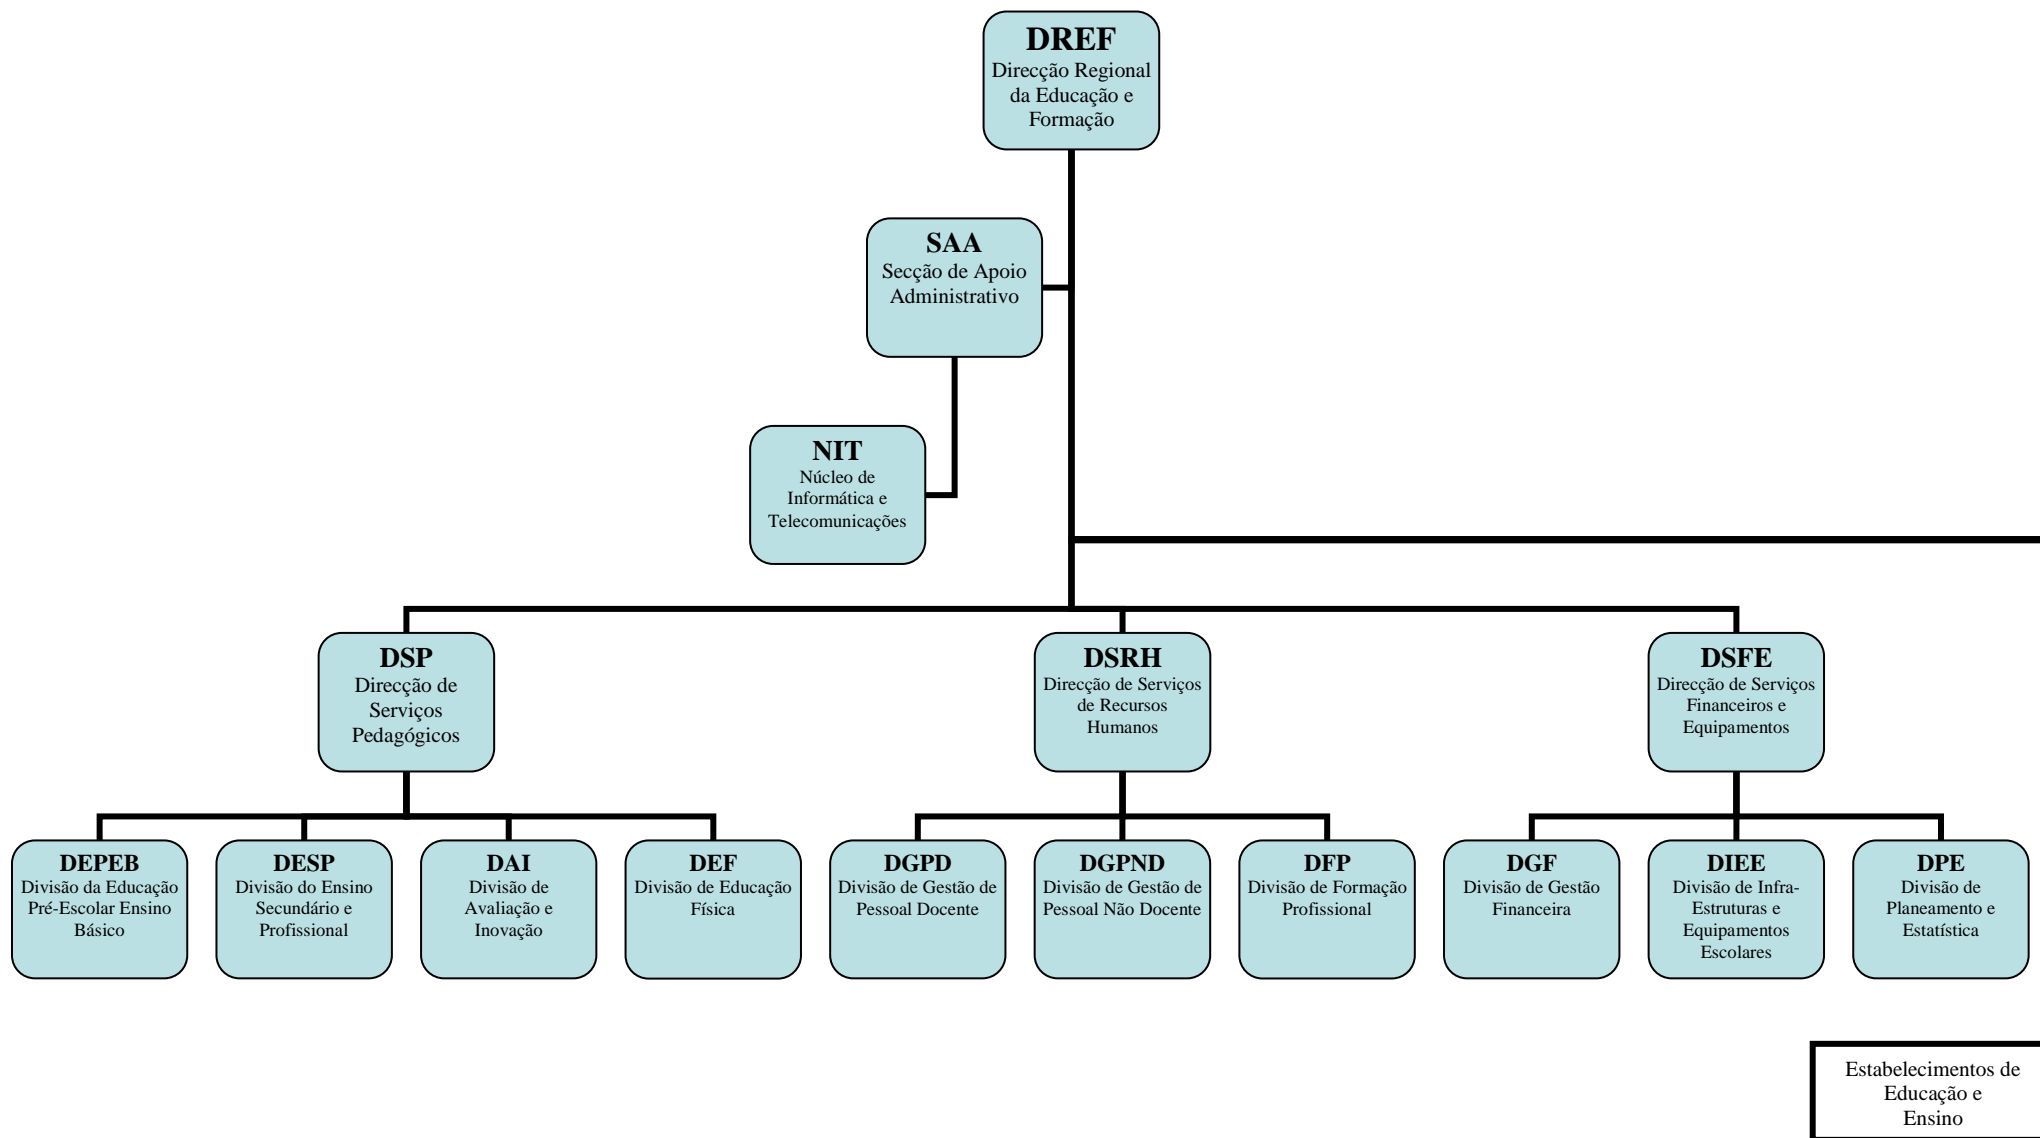 DREF
Direcção Regional
da Educação e
Formação
SAA
Secção de Apoio
Administrativo
NIT
Núcleo de
Informática e
Telecomunicações
DSP
Direcção de
Serviços
Pedagógicos
DSRH
Direcção de Serviços
de Recursos
Humanos
DSFE
Direcção de Serviços
Financeiros e
Equipamentos
DEPEB
Divisão da Educação
Pré-Escolar Ensino
Básico
DESP
Divisão do Ensino
Secundário e
Profissional
DAI
Divisão de
Avaliação e
Inovação
DEF
Divisão de Educação
Física
DGPD
Divisão de Gestão de
Pessoal Docente
DGPND
Divisão de Gestão de
Pessoal Não Docente
DFP
Divisão de Formação
Profissional
DGF
Divisão de Gestão
Financeira
DIEE
Divisão de Infra-
Estruturas e
Equipamentos
Escolares
DPE
Divisão de
Planeamento e
Estatística
Estabelecimentos de
Educação e
Ensino